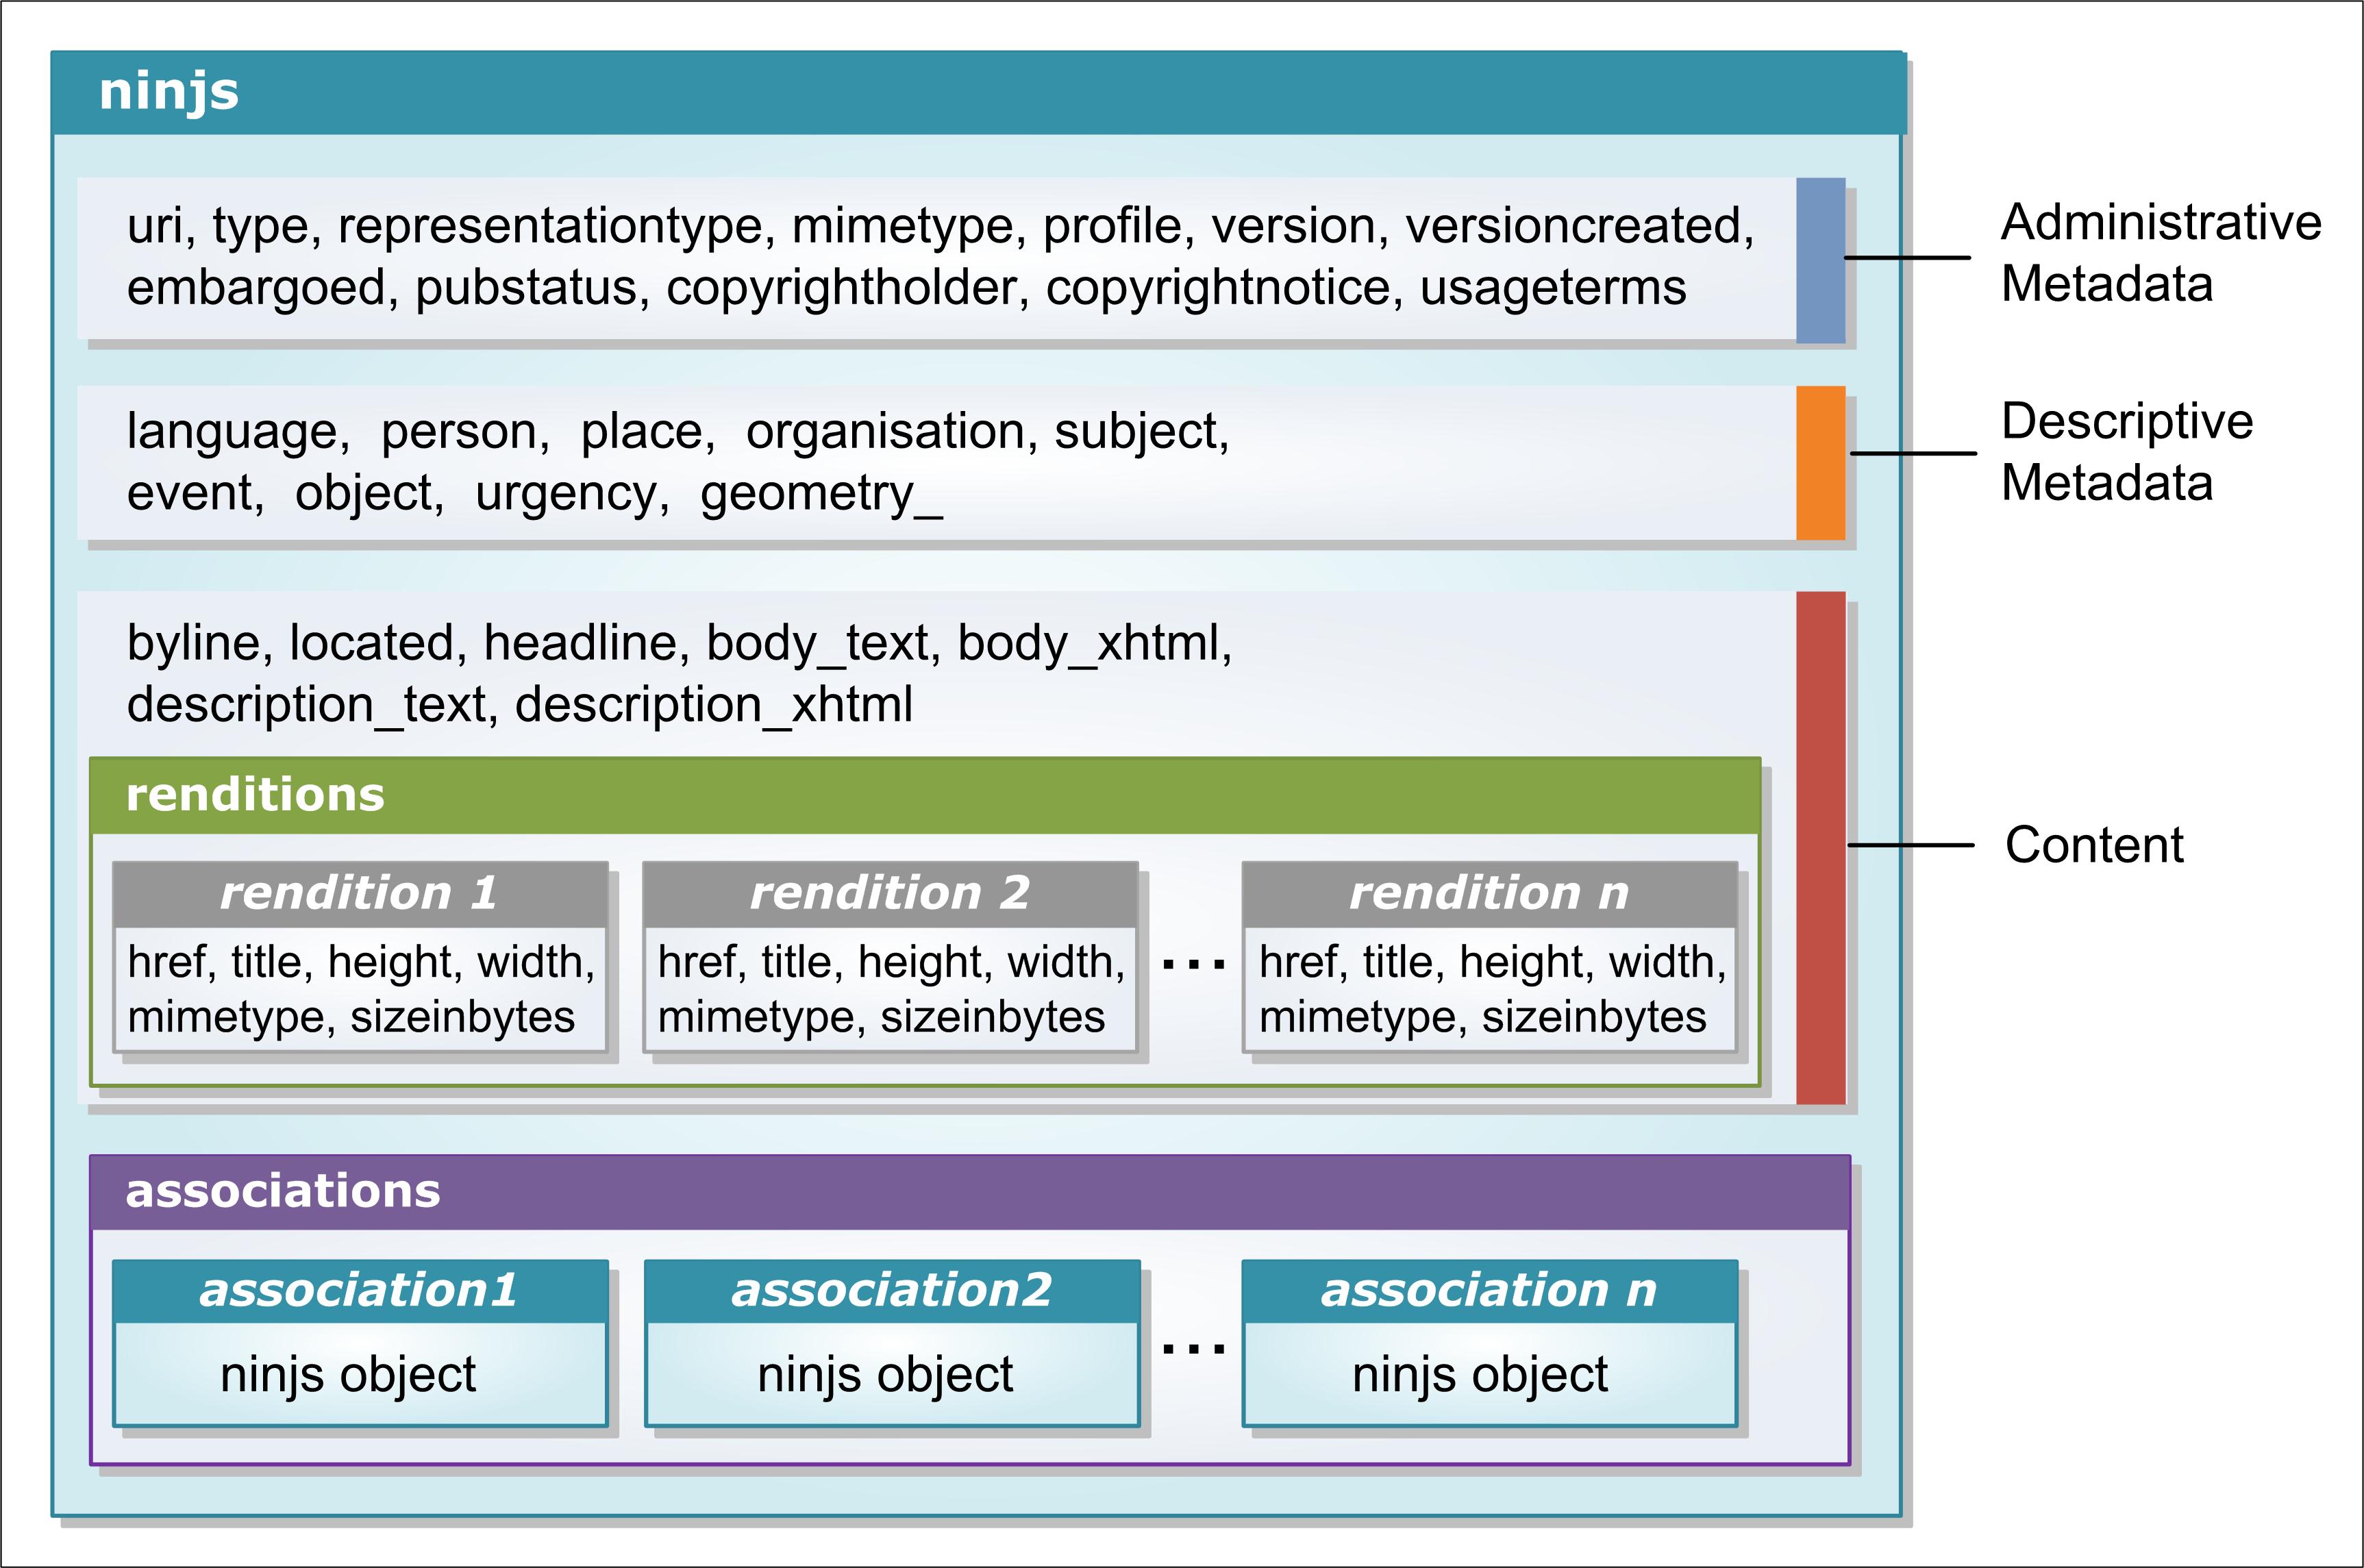 ninjs
uri, type, representationtype, mimetype, profile, version, versioncreated,
embargoed, pubstatus, copyrightholder, copyrightnotice, usageterms
Administrative
Metadata
language, person, place, organisation, subject,
event, object, urgency, geometry_
Descriptive
Metadata
byline, located, headline, body_text, body_xhtml,
description_text, description_xhtml
Content
renditions
rendition 1
href, title, height, width,
mimetype, sizeinbytes
rendition 2
href, title, height, width,
mimetype, sizeinbytes
...
rendition n
href, title, height, width,
mimetype, sizeinbytes
associations
association1
ninjs object
association2
ninjs object
...
association n
ninjs object